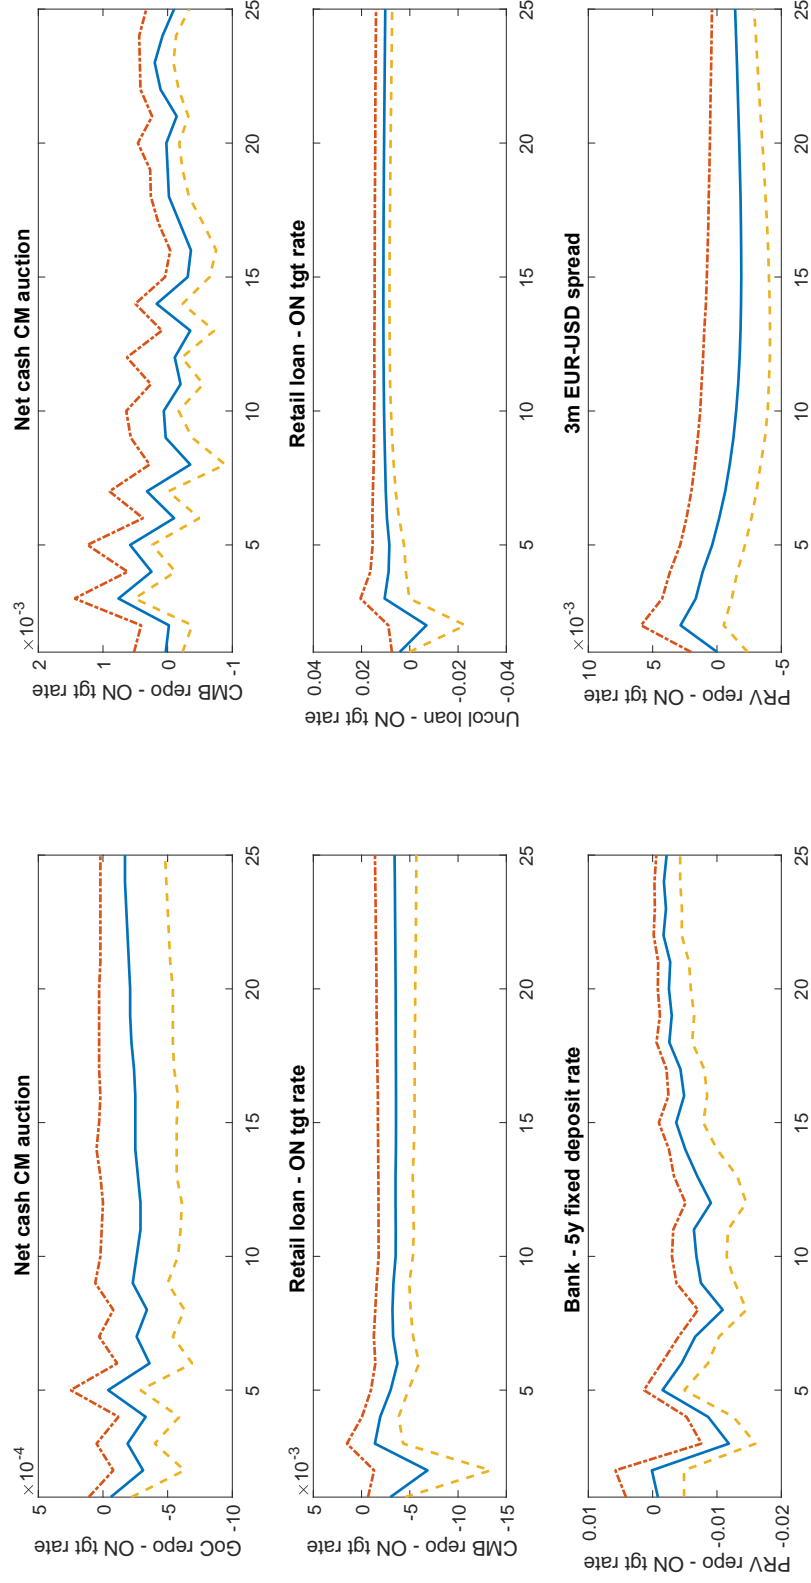 Net cash CM auction
×10⁻⁴
GoC repo - ON tgt rate
5
0
-5
-10
5 10 15 20 25
Net cash CM auction
×10⁻³
CMB repo - ON tgt rate
2
1
0
-1
5 10 15 20 25
Retail loan - ON tgt rate
×10⁻³
CMB repo - ON tgt rate
5
0
-5
-10
-15
5 10 15 20 25
Retail loan - ON tgt rate
Uncol loan - ON tgt rate
0.04
0.02
0
-0.02
-0.04
5 10 15 20 25
Bank - 5y fixed deposit rate
PRV repo - ON tgt rate
0.01
0
-0.01
-0.02
5 10 15 20 25
3m EUR-USD spread
×10⁻³
PRV repo - ON tgt rate
10
5
0
-5
5 10 15 20 25